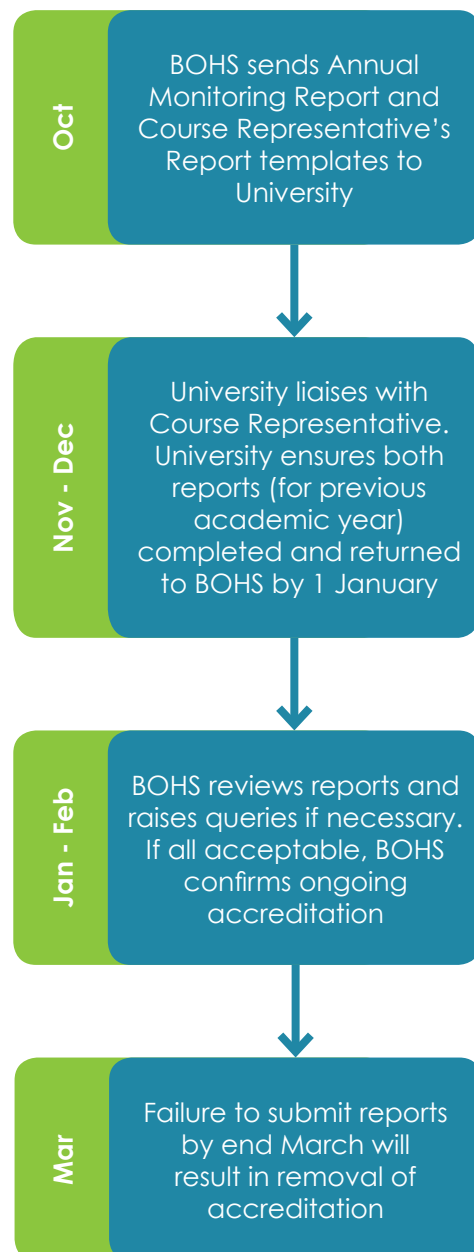 Oct
BOHS sends Annual
Monitoring Report and
Course Representative’s
Report templates to
University
Nov - Dec
University liaises with
Course Representative.
University ensures both
reports (for previous
academic year)
completed and returned
to BOHS by 1 January
Jan - Feb
BOHS reviews reports and
raises queries if necessary.
If all acceptable, BOHS
confirms ongoing
accreditation
Mar
Failure to submit reports
by end March will
result in removal of
accreditation